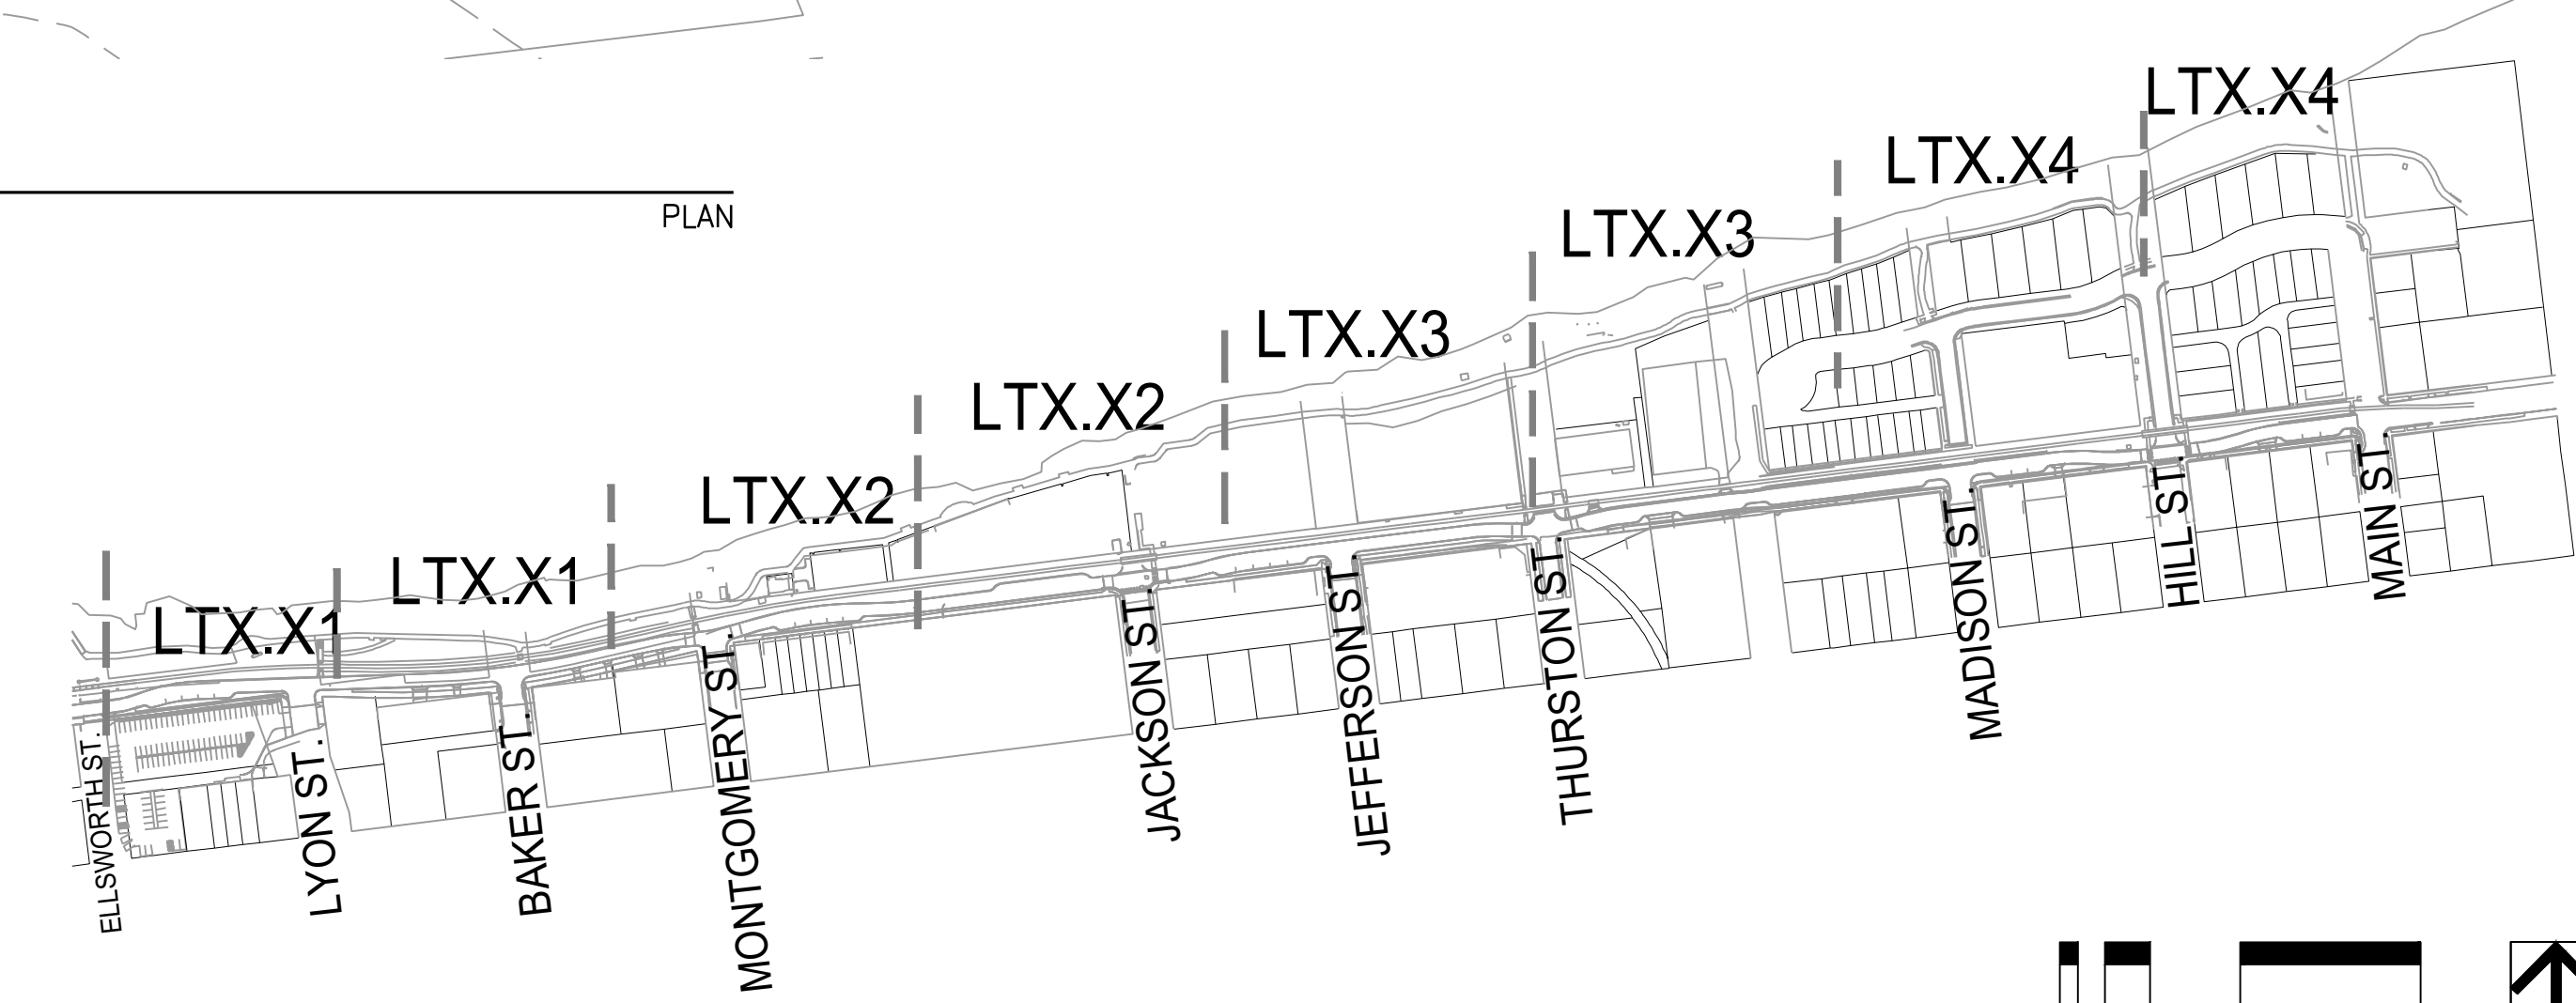 PLAN
LTX.X1
LTX.X1
LTX.X2
LTX.X2
LTX.X3
LTX.X3
LTX.X4
LTX.X4
ELLSWORTH ST.
LYON ST.
BAKER ST.
MONTGOMERY ST.
JACKSON ST.
JEFFERSON ST.
THURSTON ST.
MADISON ST.
HILL ST.
MAIN ST.